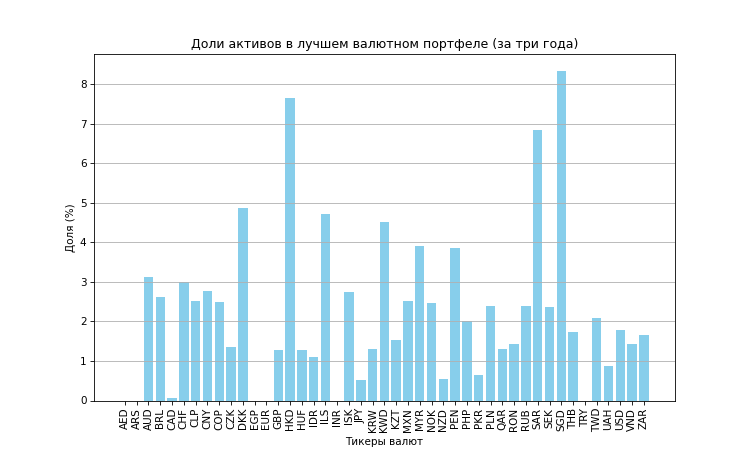 Доли активов в лучшем валютном портфеле (за три года)
Доля (%)
8
7
6
5
4
3
2
1
0
AED ARS AUD BRL CAD CHF CLP CNY COP CZK DKK EGP EUR GBP HKD HUF IDR ILS INR ISK JPY KRW KWD KZT MXN MYR NOK NZD PEN PHP PKR PLN QAR RON RUB SAR SEK SGD THB TRY TWD UAH USD VND ZAR
Тикеры валют